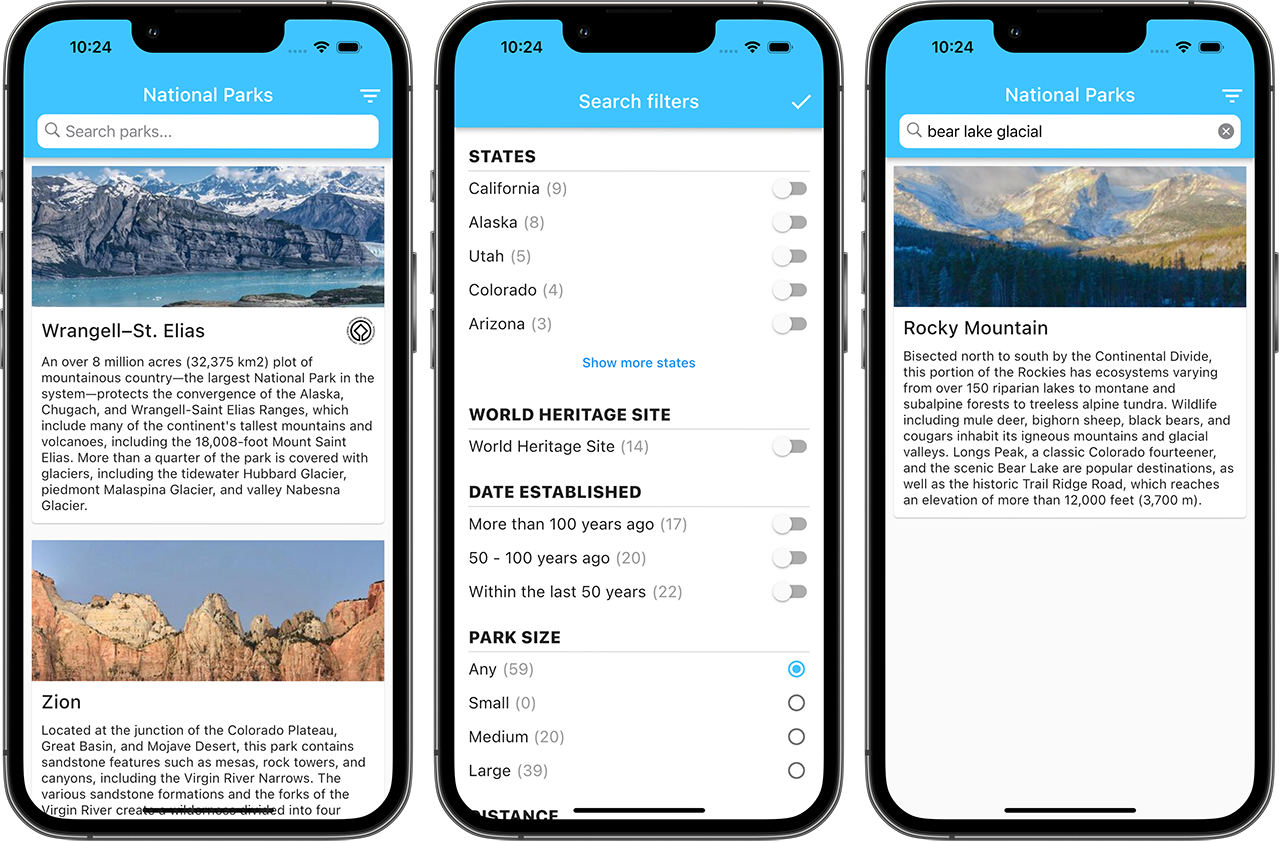 10:24
National Parks
Search parks...
Wrangell–St. Elias
An over 8 million acres (32,375 km2) plot of
mountainous country—the largest National Park in the
system—protects the convergence of the Alaska,
Chugach, and Wrangell-Saint Elias Ranges, which
include many of the continent's tallest mountains and
volcanoes, including the 18,008-foot Mount Saint
Elias. More than a quarter of the park is covered with
glaciers, including the tidewater Hubbard Glacier,
piedmont Malaspina Glacier, and valley Nabesna
Glacier.
Zion
Located at the junction of the Colorado Plateau,
Great Basin, and Mojave Desert, this park contains
sandstone features such as mesas, rock towers, and
canyons, including the Virgin River Narrows. The
various sandstone formations and the forks of the
Virgin River create a wilderness divided into four
10:24
Search filters
STATES
California (9)
Alaska (8)
Utah (5)
Colorado (4)
Arizona (3)
Show more states
WORLD HERITAGE SITE
World Heritage Site (14)
DATE ESTABLISHED
More than 100 years ago (17)
50 - 100 years ago (20)
Within the last 50 years (22)
PARK SIZE
Any (59)
Small (0)
Medium (20)
Large (39)
DISTANCE
10:24
National Parks
bear lake glacial
Rocky Mountain
Bisected north to south by the Continental Divide,
this portion of the Rockies has ecosystems varying
from over 150 riparian lakes to montane and
subalpine forests to treeless alpine tundra. Wildlife
including mule deer, bighorn sheep, black bears, and
cougars inhabit its igneous mountains and glacial
valleys. Longs Peak, a classic Colorado fourteener,
and the scenic Bear Lake are popular destinations, as
well as the historic Trail Ridge Road, which reaches
an elevation of more than 12,000 feet (3,700 m).